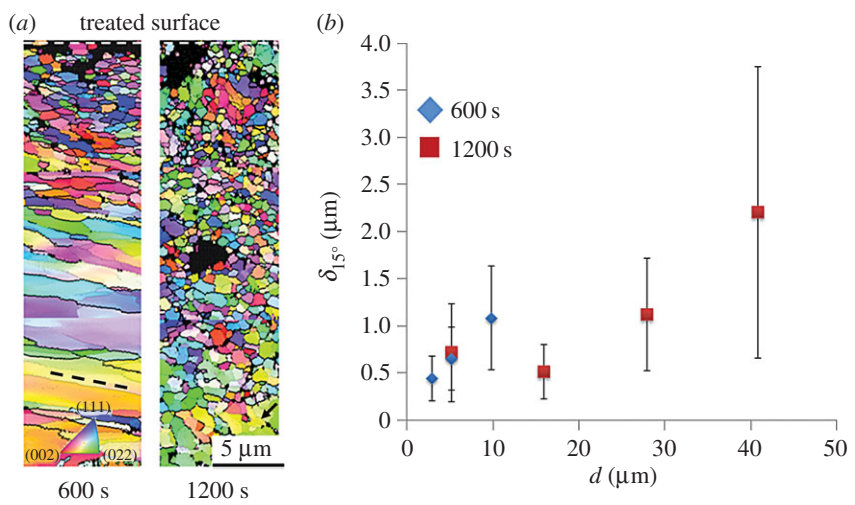 (a) treated surface
(111)
(002)
(022)
5 μm
600 s
1200 s
(b)
4.0
3.5
3.0
2.5
2.0
1.5
1.0
0.5
0
δ15° (μm)
600 s
1200 s
0 10 20 30 40 50
d (μm)